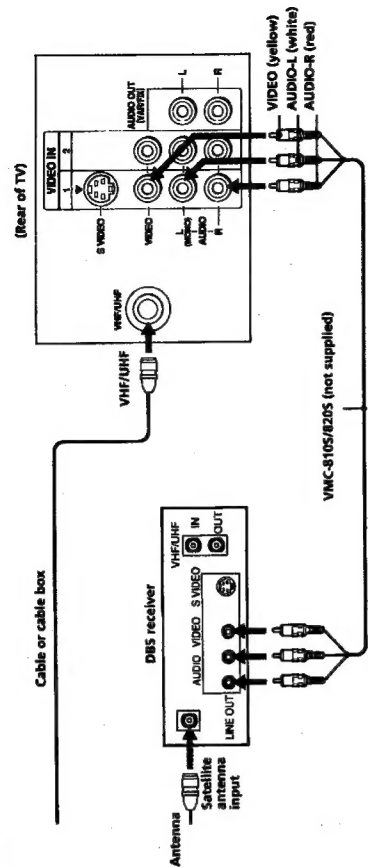 (Rear of TV)
VIDEO IN
1
2
S VIDEO
VIDEO
L
(MONO)
AUDIO
R
AUDIO OUT
(VAR/FIX)
L
R
VHF/UHF
VHF/UHF
Cable or cable box
VIDEO (yellow)
AUDIO-L (white)
AUDIO-R (red)
VMC-810S/820S (not supplied)
DBS receiver
VHF/UHF
IN
OUT
AUDIO VIDEO S VIDEO
LINE OUT
Satellite
antenna
input
Antenna